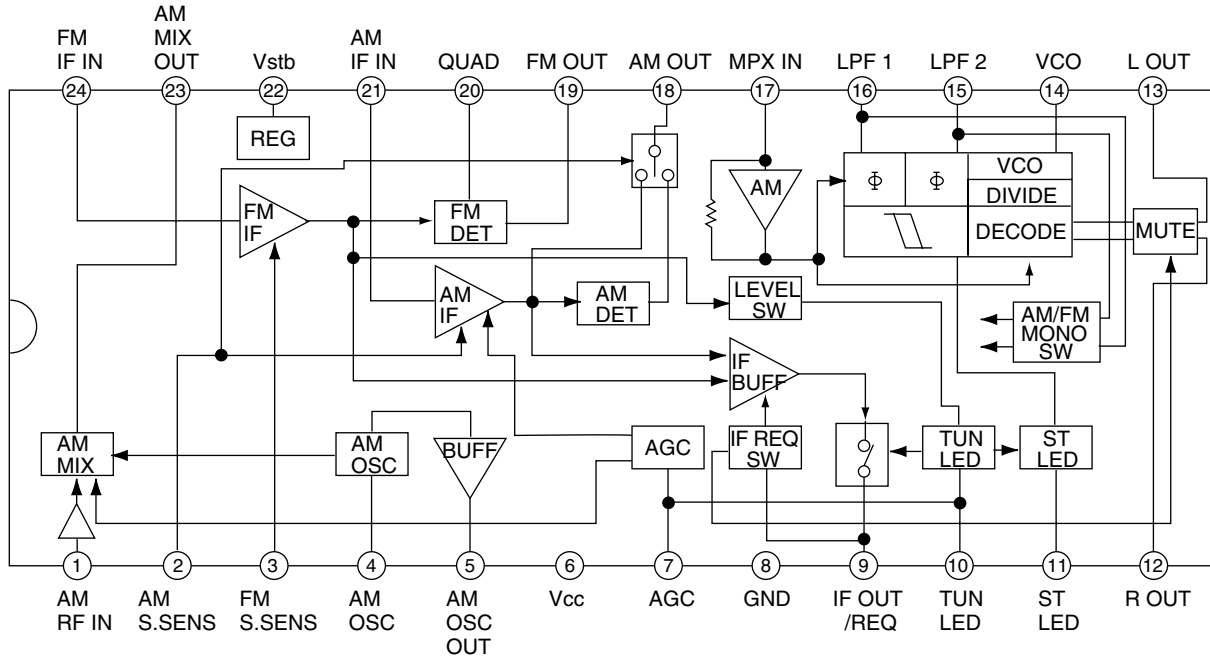 FM
IF IN
AM
MIX
OUT
Vstb
AM
IF IN
QUAD
FM OUT
AM OUT
MPX IN
LPF 1
LPF 2
VCO
L OUT
24
23
22
21
20
19
18
17
16
15
14
13
REG
FM
IF
FM
DET
AM
Φ
Φ
VCO
DIVIDE
DECODE
MUTE
AM
IF
AM
DET
LEVEL
SW
AM/FM
MONO
SW
IF
BUFF
AM
MIX
AM
OSC
BUFF
AGC
IF REQ
SW
TUN
LED
ST
LED
1
2
3
4
5
6
7
8
9
10
11
12
AM
RF IN
AM
S.SENS
FM
S.SENS
AM
OSC
AM
OSC
OUT
Vcc
AGC
GND
IF OUT
/REQ
TUN
LED
ST
LED
R OUT